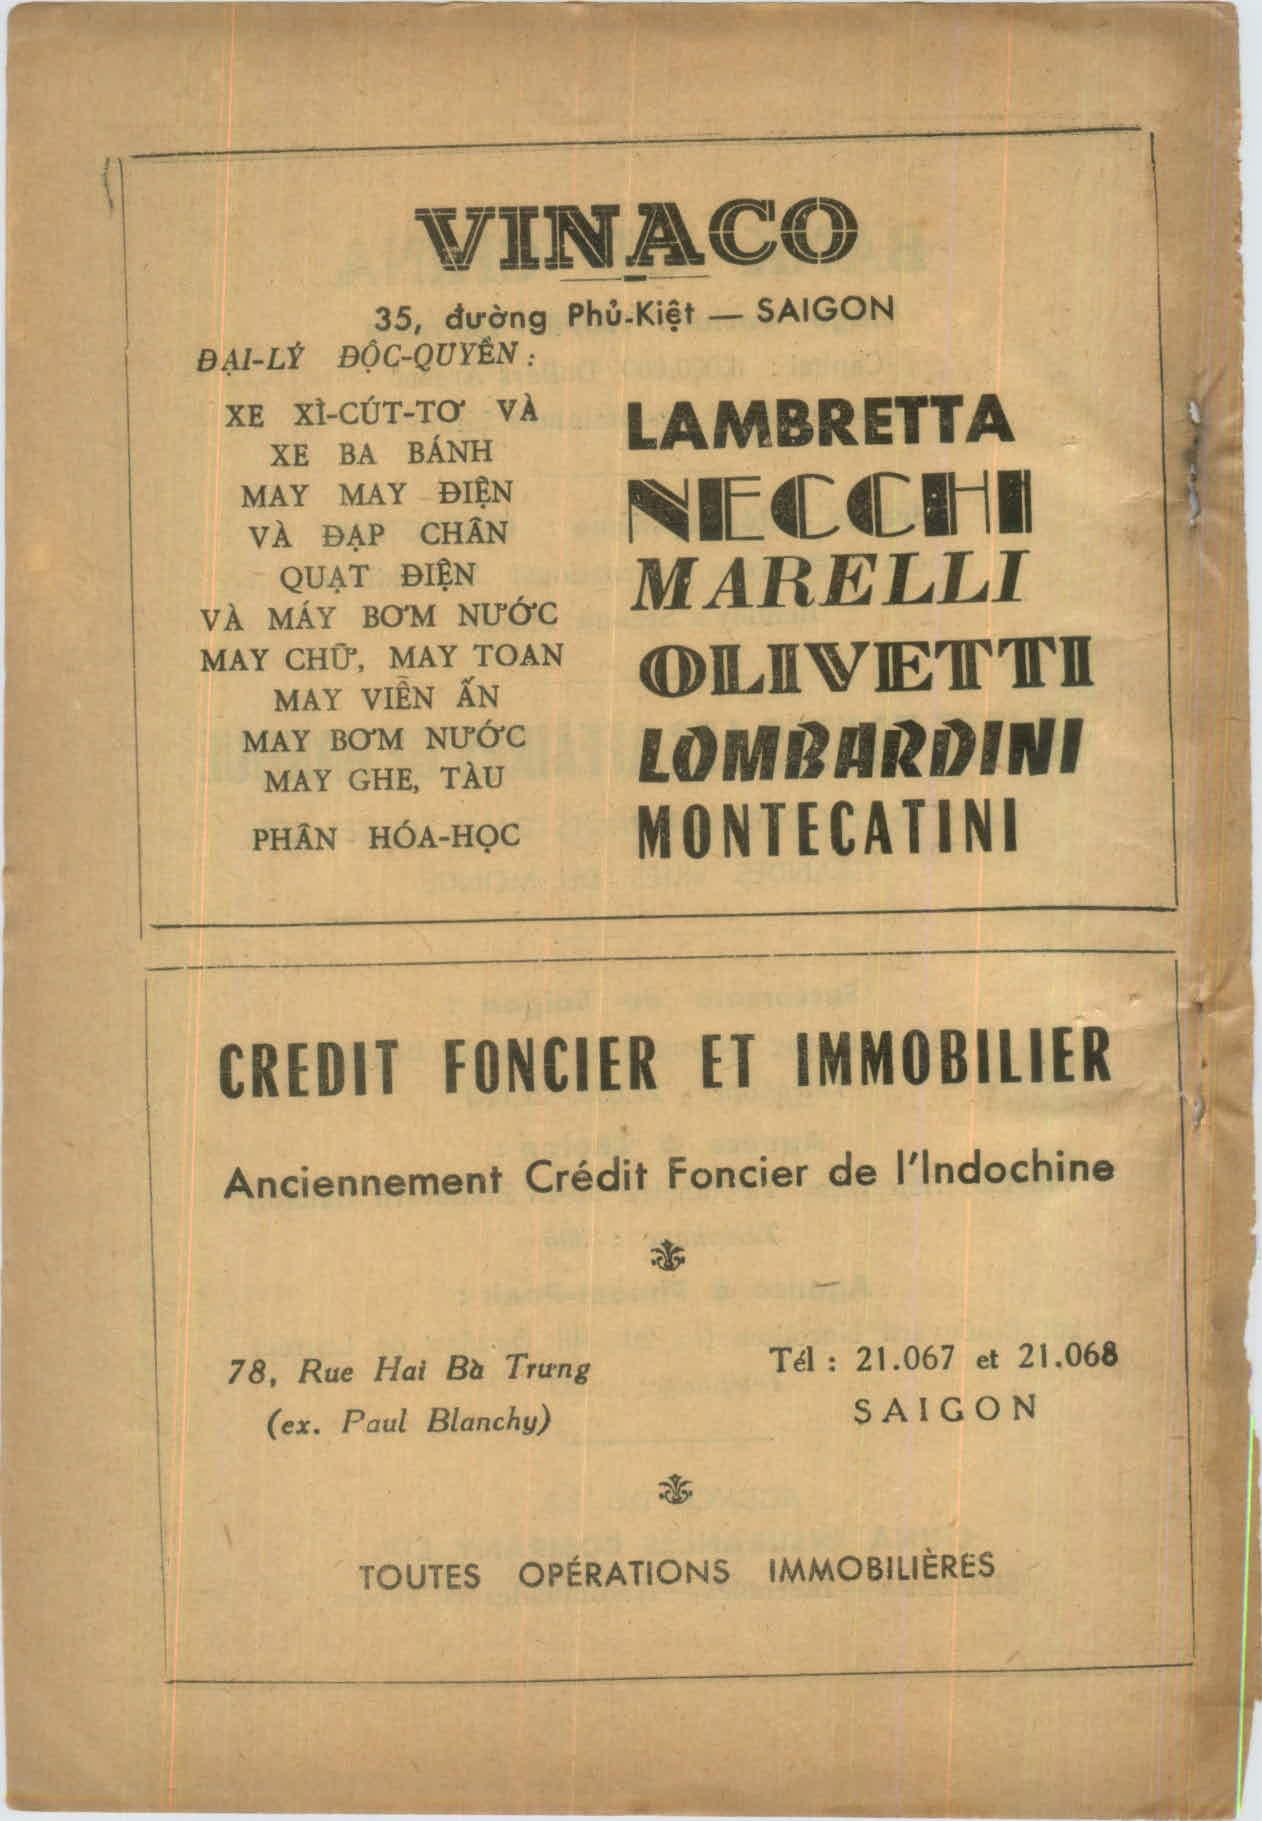 VINACO
35, đường Phủ-Kiệt — SAIGON
ĐẠI-LÝ ĐỘC-QUYỀN :
XE XÌ-CÚT-TƠ VÀ
XE BA BÁNH
LAMBRETTA
MAY MAY ĐIỆN
VÀ ĐẠP CHÂN
NECCHI
QUẠT ĐIỆN
VÀ MÁY BƠM NƯỚC
MARELLI
MAY CHỮ, MAY TOAN
MAY VIỀN ẤN
OLIVETTI
MAY BƠM NƯỚC
MAY GHE, TÀU
LOMBARDINI
PHÂN HÓA-HỌC
MONTECATINI
CREDIT FONCIER ET IMMOBILIER
Anciennement Crédit Foncier de l'Indochine
78, Rue Hai Bà Trưng
(ex. Paul Blanchy)
Tél : 21.067 et 21.068
SAIGON
TOUTES OPÉRATIONS IMMOBILIÈRES